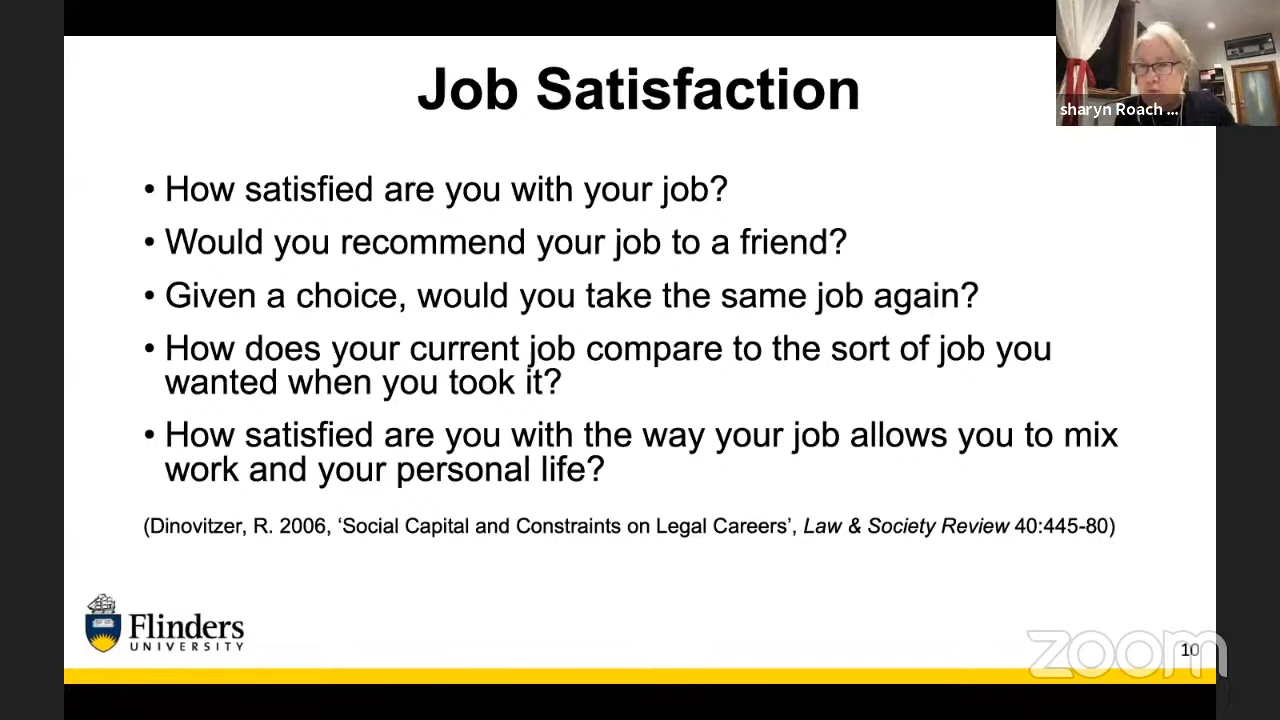 Job Satisfaction
sharyn Roach ...
• How satisfied are you with your job?
• Would you recommend your job to a friend?
• Given a choice, would you take the same job again?
• How does your current job compare to the sort of job you
wanted when you took it?
• How satisfied are you with the way your job allows you to mix
work and your personal life?
(Dinovitzer, R. 2006, ‘Social Capital and Constraints on Legal Careers’, Law & Society Review 40:445-80)
Flinders
UNIVERSITY
zoom
10